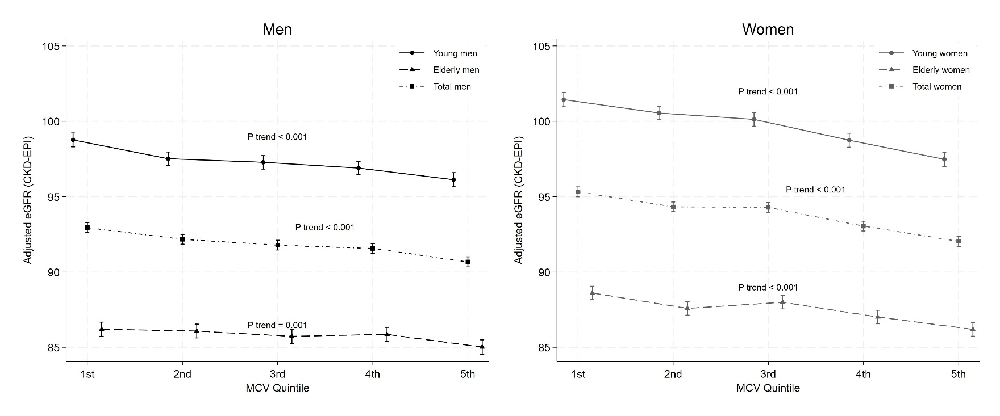 Men
Adjusted eGFR (CKD-EPI)
105
100
95
90
85
Young men
Elderly men
Total men
P trend < 0.001
P trend < 0.001
P trend = 0.001
1st 2nd 3rd 4th 5th
MCV Quintile
Women
Adjusted eGFR (CKD-EPI)
105
100
95
90
85
Young women
Elderly women
Total women
P trend < 0.001
P trend < 0.001
P trend < 0.001
1st 2nd 3rd 4th 5th
MCV Quintile